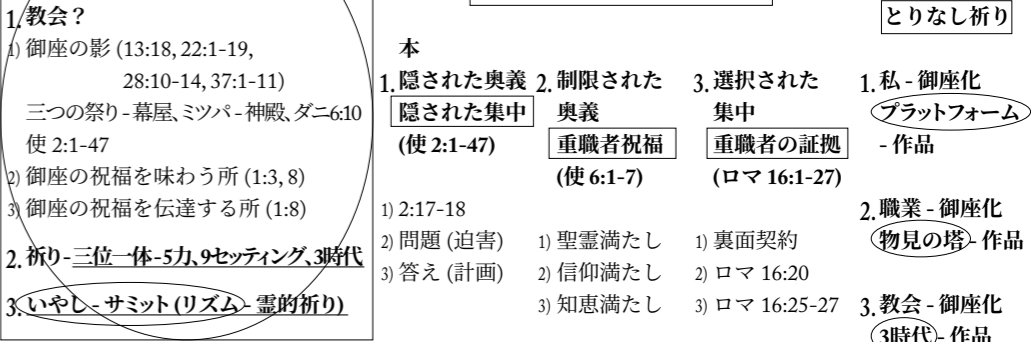 1. 教会？
1) 御座の影 (13:18, 22:1-19,
28:10-14, 37:1-11)
三つの祭り - 幕屋、ミツパ - 神殿、ダニ6:10
使 2:1-47
2) 御座の祝福を味わう所 (1:3, 8)
3) 御座の祝福を伝達する所 (1:8)
2. 祈り - 三位一体 - 5力、9セッティング、3時代
3. いやし - サミット (リズム - 霊的祈り)
本
1. 隠された奥義
隠された集中
(使 2:1-47)
1) 2:17-18
2) 問題 (迫害)
3) 答え (計画)
2. 制限された
奥義
重職者祝福
(使 6:1-7)
1) 聖霊満たし
2) 信仰満たし
3) 知恵満たし
3. 選択された
集中
重職者の証拠
(ロマ 16:1-27)
1) 裏面契約
2) ロマ 16:20
3) ロマ 16:25-27
とりなし祈り
1. 私 - 御座化
プラットフォーム
- 作品
2. 職業 - 御座化
物見の塔 - 作品
3. 教会 - 御座化
3時代 - 作品